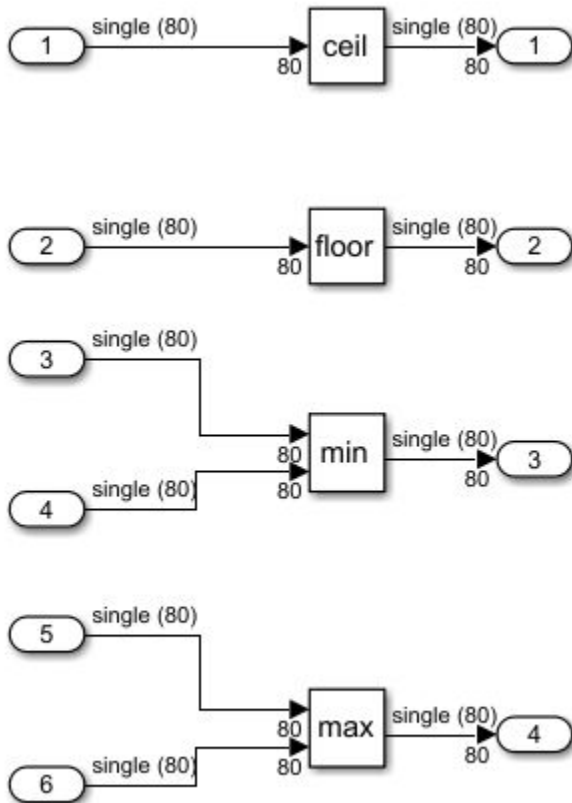 single (80) single (80)
1 ceil 1
80 80
single (80) single (80)
2 floor 2
80 80
single (80)
3
80 min single (80) 3
single (80) 80 80
4
single (80)
5
80 max single (80) 4
single (80) 80 80
6